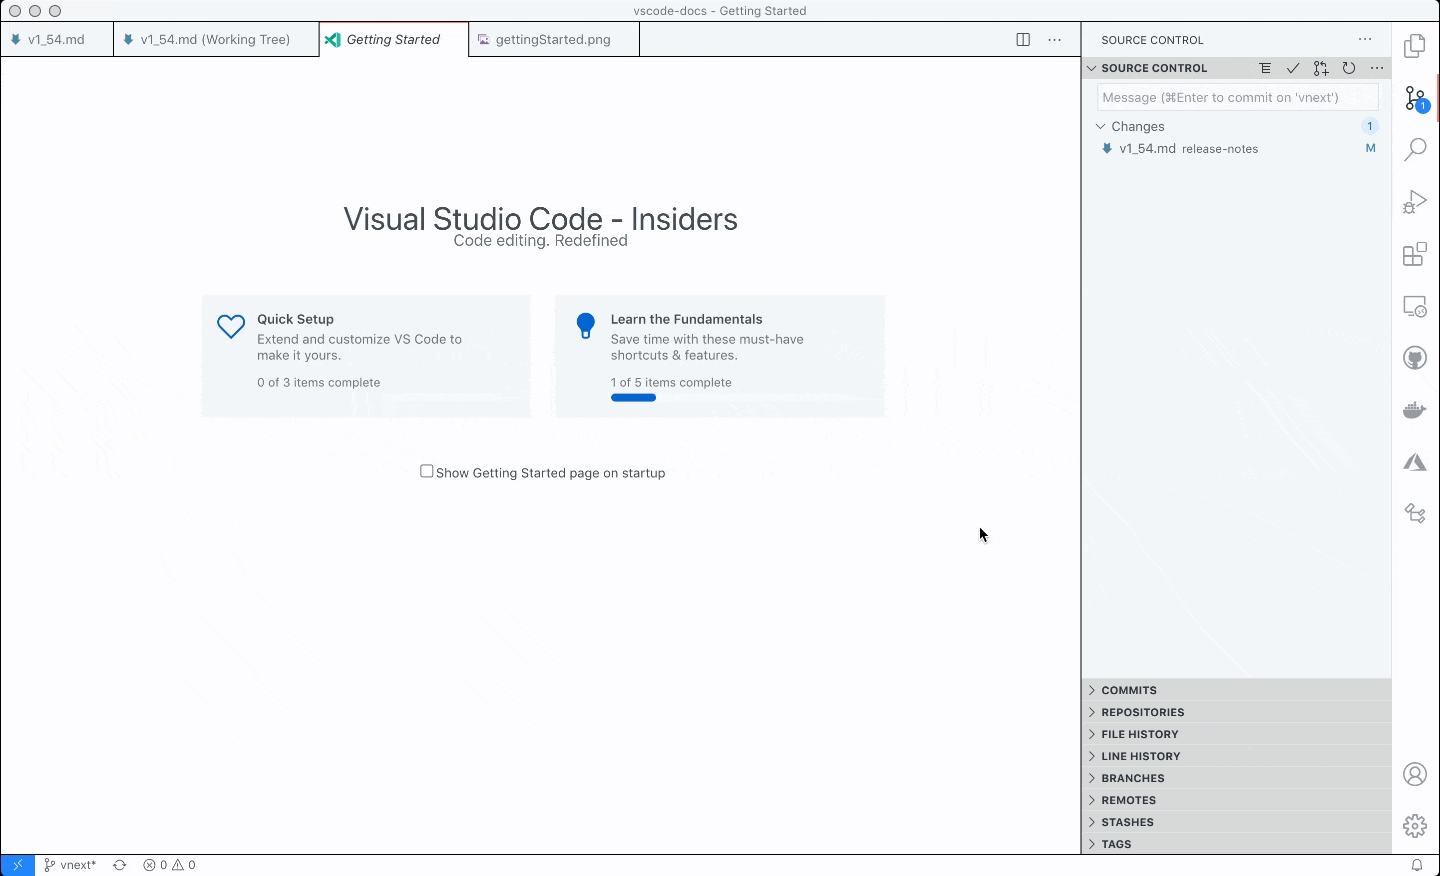 vscode-docs - Getting Started
v1_54.md
v1_54.md (Working Tree)
Getting Started
gettingStarted.png
Visual Studio Code - Insiders
Code editing. Redefined
Quick Setup
Extend and customize VS Code to
make it yours.
0 of 3 items complete
Learn the Fundamentals
Save time with these must-have
shortcuts & features.
1 of 5 items complete
Show Getting Started page on startup
SOURCE CONTROL
SOURCE CONTROL
Message (⌘Enter to commit on 'vnext')
Changes 1
v1_54.md release-notes M
COMMITS
REPOSITORIES
FILE HISTORY
LINE HISTORY
BRANCHES
REMOTES
STASHES
TAGS
1
vnext* 0 0